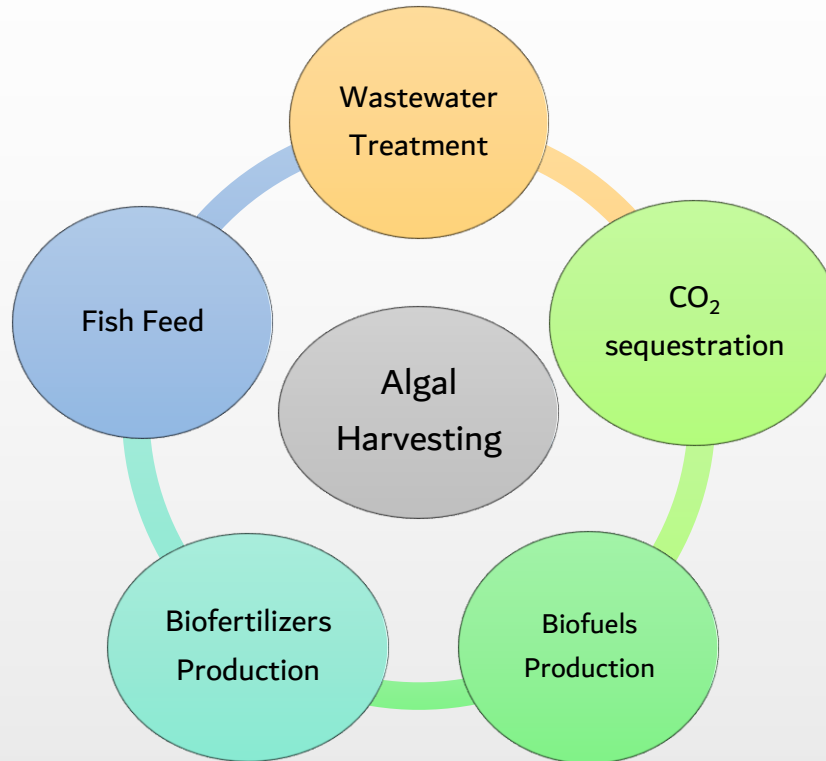 Wastewater
Treatment
Fish Feed
CO₂
sequestration
Algal
Harvesting
Biofertilizers
Production
Biofuels
Production